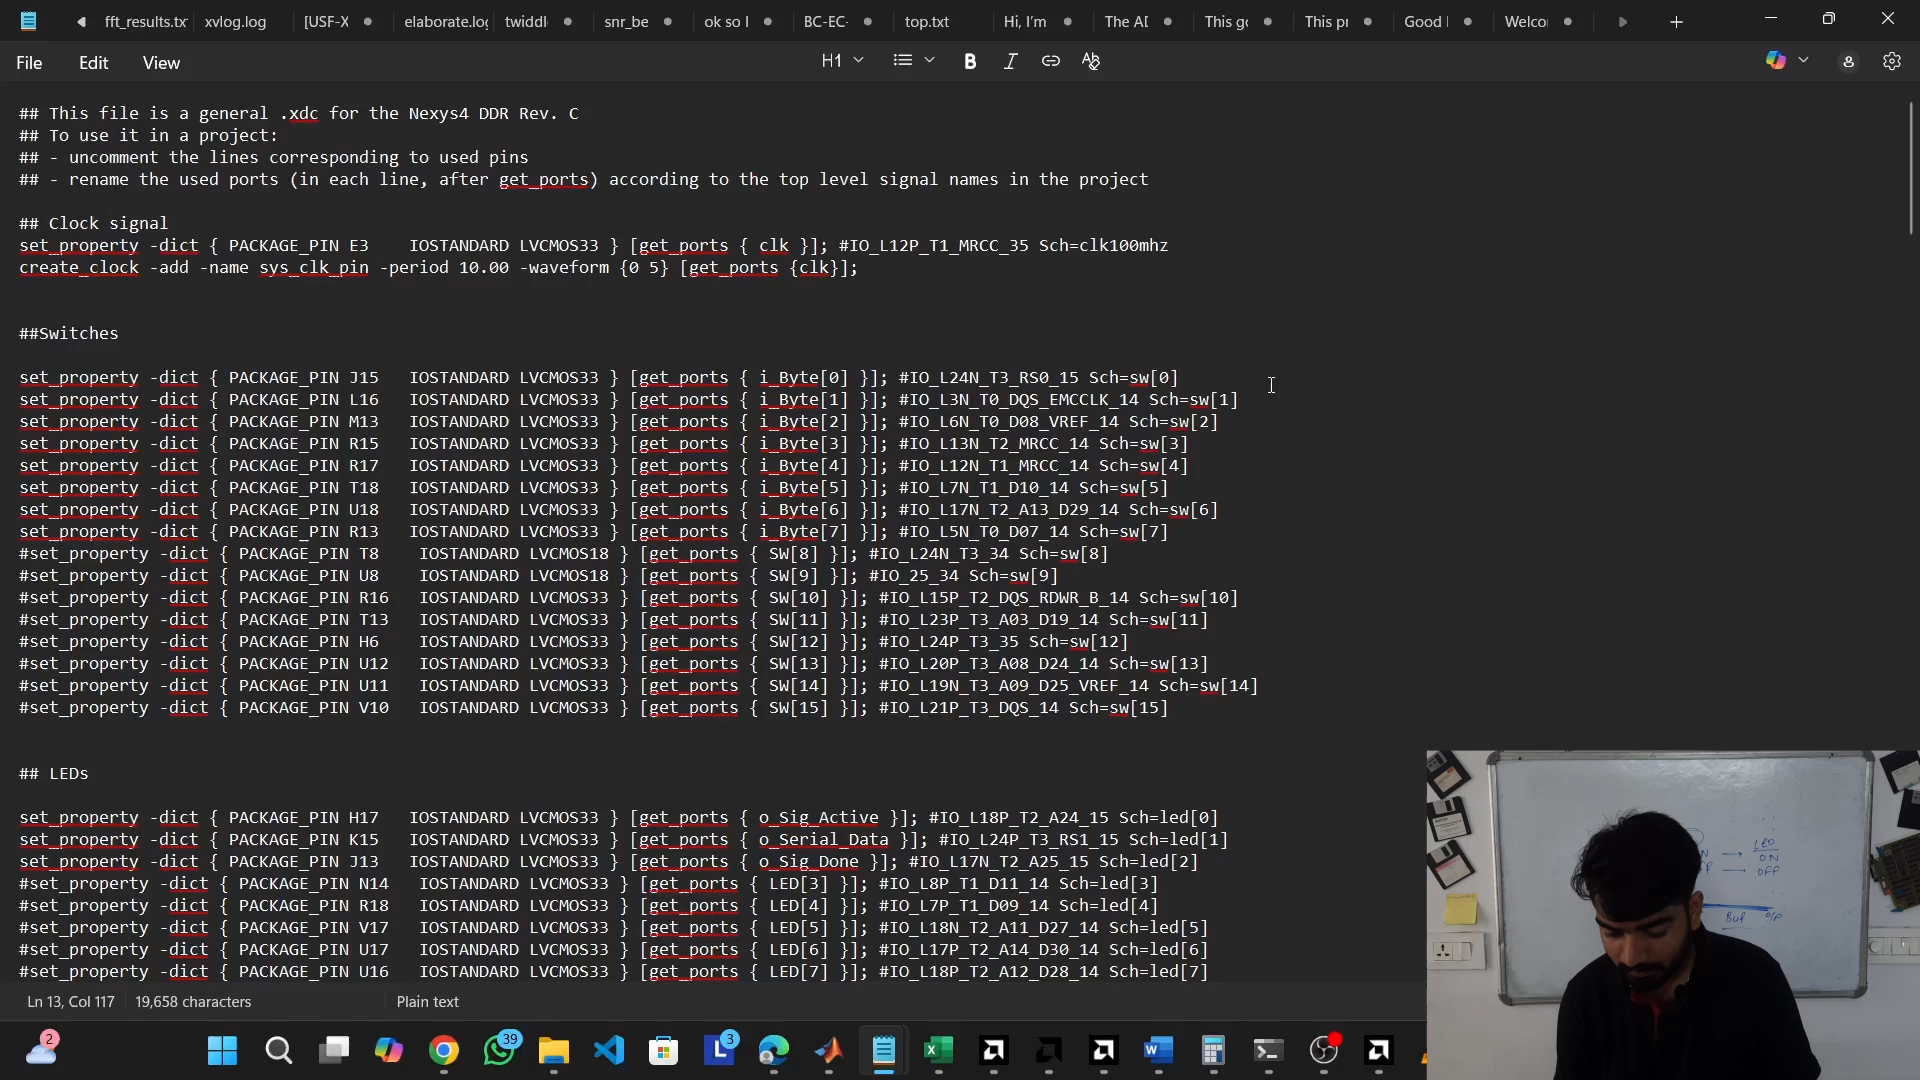 fft_results.tx
xvlog.log
[USF-X
elaborate.log
twiddl
snr_be
ok so I
BC-EC-
top.txt
Hi, I'm
The AI
This go
This pr
Good
Welco
File
Edit
View
H1
## This file is a general .xdc for the Nexys4 DDR Rev. C
## To use it in a project:
## - uncomment the lines corresponding to used pins
## - rename the used ports (in each line, after get_ports) according to the top level signal names in the project
## Clock signal
set_property -dict { PACKAGE_PIN E3    IOSTANDARD LVCMOS33 } [get_ports { clk }]; #IO_L12P_T1_MRCC_35 Sch=clk100mhz
create_clock -add -name sys_clk_pin -period 10.00 -waveform {0 5} [get_ports {clk}];
##Switches
set_property -dict { PACKAGE_PIN J15   IOSTANDARD LVCMOS33 } [get_ports { i_Byte[0] }]; #IO_L24N_T3_RS0_15 Sch=sw[0]
set_property -dict { PACKAGE_PIN L16   IOSTANDARD LVCMOS33 } [get_ports { i_Byte[1] }]; #IO_L3N_T0_DQS_EMCCLK_14 Sch=sw[1]
set_property -dict { PACKAGE_PIN M13   IOSTANDARD LVCMOS33 } [get_ports { i_Byte[2] }]; #IO_L6N_T0_D08_VREF_14 Sch=sw[2]
set_property -dict { PACKAGE_PIN R15   IOSTANDARD LVCMOS33 } [get_ports { i_Byte[3] }]; #IO_L13N_T2_MRCC_14 Sch=sw[3]
set_property -dict { PACKAGE_PIN R17   IOSTANDARD LVCMOS33 } [get_ports { i_Byte[4] }]; #IO_L12N_T1_MRCC_14 Sch=sw[4]
set_property -dict { PACKAGE_PIN T18   IOSTANDARD LVCMOS33 } [get_ports { i_Byte[5] }]; #IO_L7N_T1_D10_14 Sch=sw[5]
set_property -dict { PACKAGE_PIN U18   IOSTANDARD LVCMOS33 } [get_ports { i_Byte[6] }]; #IO_L17N_T2_A13_D29_14 Sch=sw[6]
set_property -dict { PACKAGE_PIN R13   IOSTANDARD LVCMOS33 } [get_ports { i_Byte[7] }]; #IO_L5N_T0_D07_14 Sch=sw[7]
#set_property -dict { PACKAGE_PIN T8    IOSTANDARD LVCMOS18 } [get_ports { SW[8] }]; #IO_L24N_T3_34 Sch=sw[8]
#set_property -dict { PACKAGE_PIN U8    IOSTANDARD LVCMOS18 } [get_ports { SW[9] }]; #IO_25_34 Sch=sw[9]
#set_property -dict { PACKAGE_PIN R16   IOSTANDARD LVCMOS33 } [get_ports { SW[10] }]; #IO_L15P_T2_DQS_RDWR_B_14 Sch=sw[10]
#set_property -dict { PACKAGE_PIN T13   IOSTANDARD LVCMOS33 } [get_ports { SW[11] }]; #IO_L23P_T3_A03_D19_14 Sch=sw[11]
#set_property -dict { PACKAGE_PIN H6    IOSTANDARD LVCMOS33 } [get_ports { SW[12] }]; #IO_L24P_T3_35 Sch=sw[12]
#set_property -dict { PACKAGE_PIN U12   IOSTANDARD LVCMOS33 } [get_ports { SW[13] }]; #IO_L20P_T3_A08_D24_14 Sch=sw[13]
#set_property -dict { PACKAGE_PIN U11   IOSTANDARD LVCMOS33 } [get_ports { SW[14] }]; #IO_L19N_T3_A09_D25_VREF_14 Sch=sw[14]
#set_property -dict { PACKAGE_PIN V10   IOSTANDARD LVCMOS33 } [get_ports { SW[15] }]; #IO_L21P_T3_DQS_14 Sch=sw[15]
## LEDs
set_property -dict { PACKAGE_PIN H17   IOSTANDARD LVCMOS33 } [get_ports { o_Sig_Active }]; #IO_L18P_T2_A24_15 Sch=led[0]
set_property -dict { PACKAGE_PIN K15   IOSTANDARD LVCMOS33 } [get_ports { o_Serial_Data }]; #IO_L24P_T3_RS1_15 Sch=led[1]
set_property -dict { PACKAGE_PIN J13   IOSTANDARD LVCMOS33 } [get_ports { o_Sig_Done }]; #IO_L17N_T2_A25_15 Sch=led[2]
#set_property -dict { PACKAGE_PIN N14   IOSTANDARD LVCMOS33 } [get_ports { LED[3] }]; #IO_L8P_T1_D11_14 Sch=led[3]
#set_property -dict { PACKAGE_PIN R18   IOSTANDARD LVCMOS33 } [get_ports { LED[4] }]; #IO_L7P_T1_D09_14 Sch=led[4]
#set_property -dict { PACKAGE_PIN V17   IOSTANDARD LVCMOS33 } [get_ports { LED[5] }]; #IO_L18N_T2_A11_D27_14 Sch=led[5]
#set_property -dict { PACKAGE_PIN U17   IOSTANDARD LVCMOS33 } [get_ports { LED[6] }]; #IO_L17P_T2_A14_D30_14 Sch=led[6]
#set_property -dict { PACKAGE_PIN U16   IOSTANDARD LVCMOS33 } [get_ports { LED[7] }]; #IO_L18P_T2_A12_D28_14 Sch=led[7]
LED
ON
OFF
Buf
O/P
Ln 13, Col 117
19,658 characters
Plain text
2
39
3